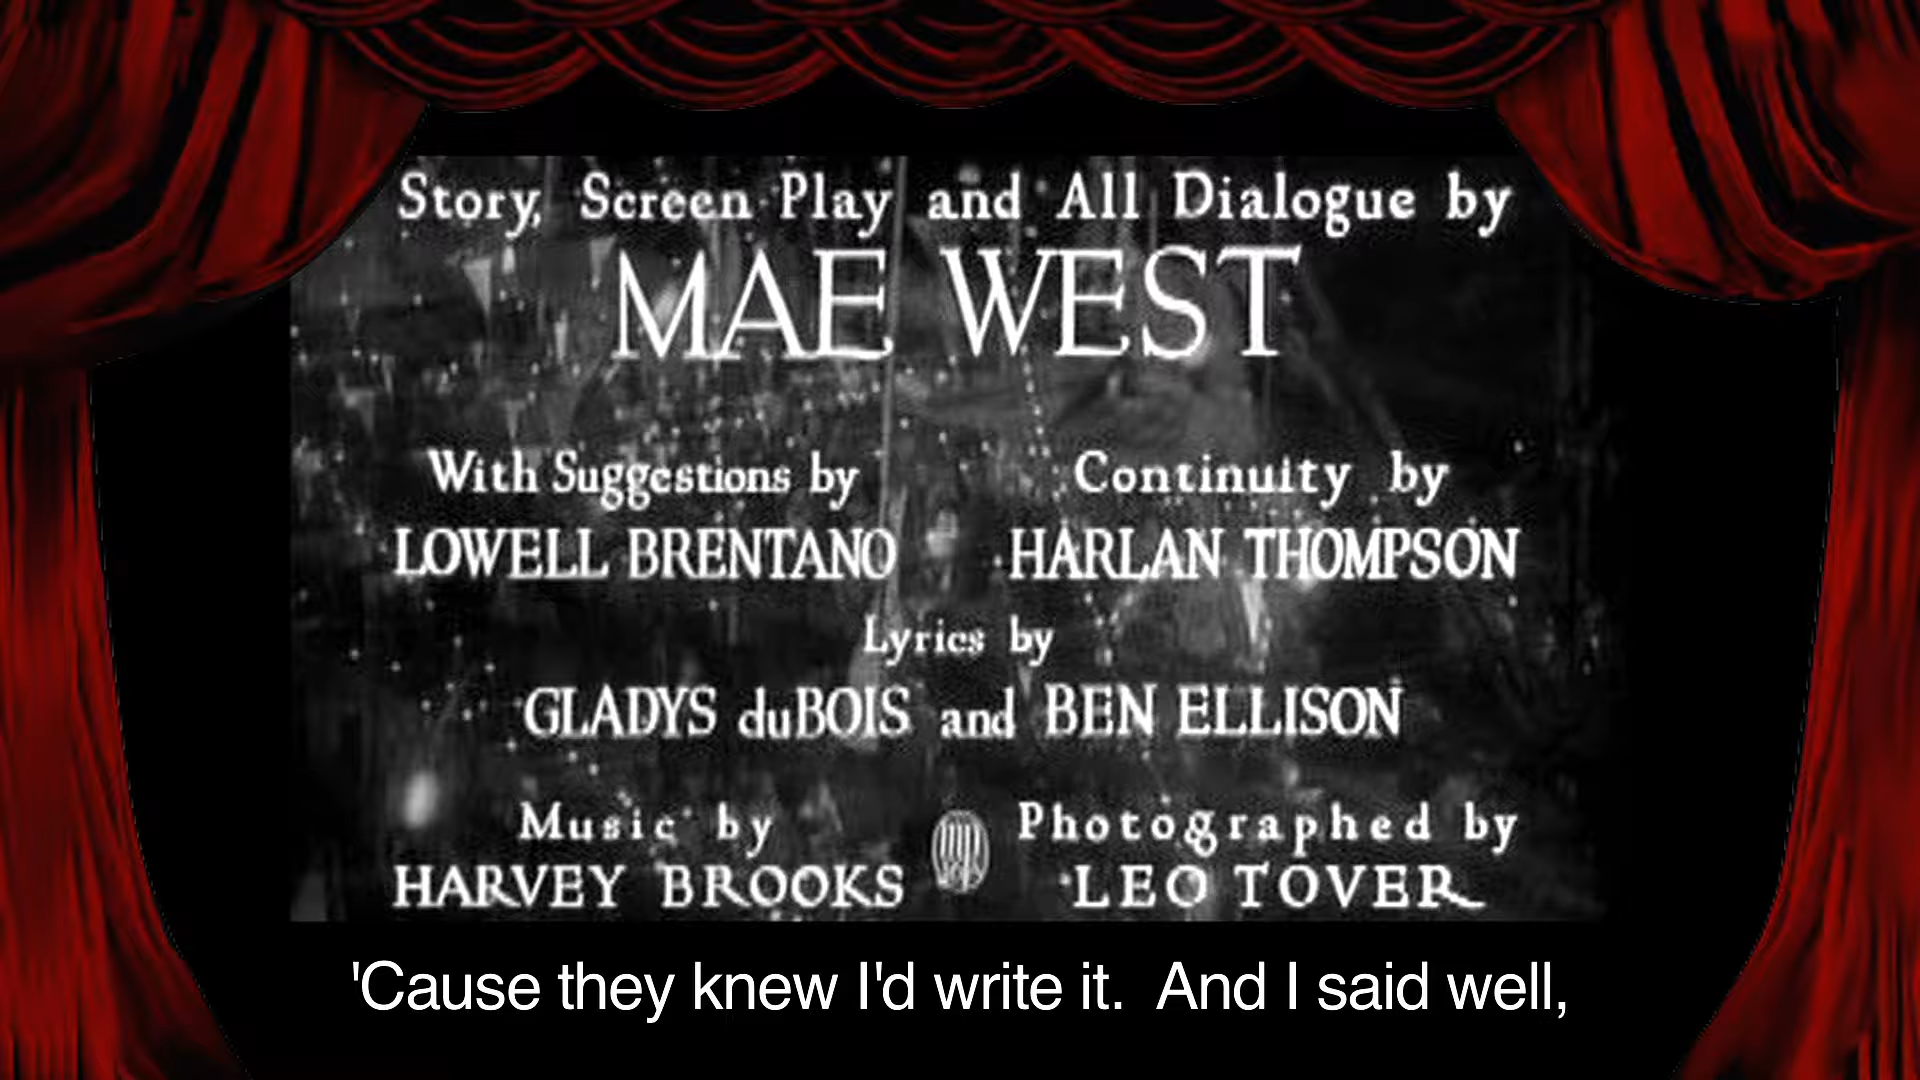 Story, Screen Play and All Dialogue by
MAE WEST
With Suggestions by
LOWELL BRENTANO
Continuity by
HARLAN THOMPSON
Lyrics by
GLADYS duBOIS and BEN ELLISON
Music by
HARVEY BROOKS
Photographed by
LEO TOVER
'Cause they knew I'd write it. And I said well,